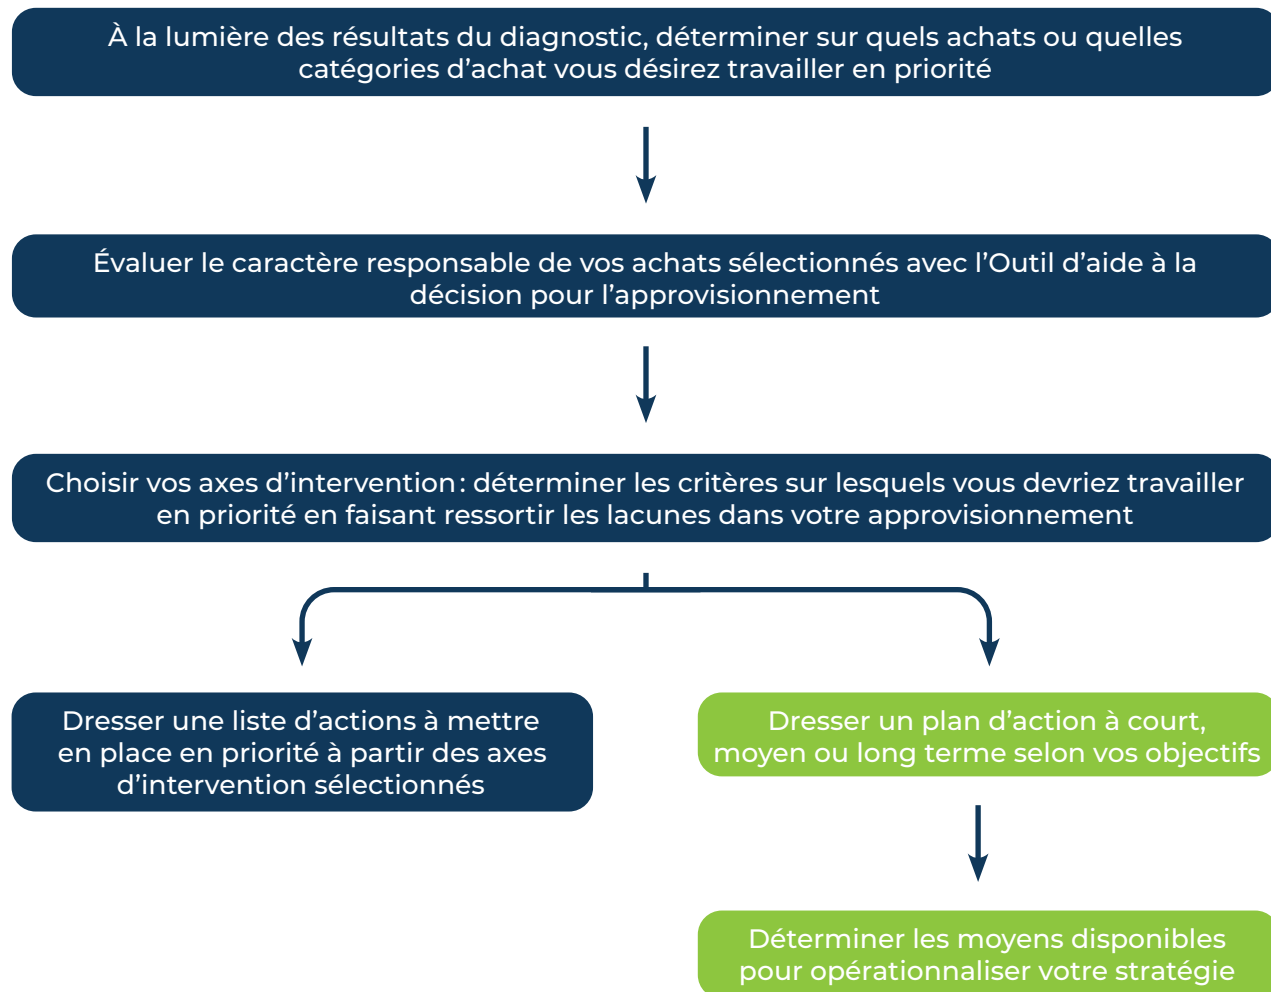 À la lumière des résultats du diagnostic, déterminer sur quels achats ou quelles
catégories d’achat vous désirez travailler en priorité
Évaluer le caractère responsable de vos achats sélectionnés avec l’Outil d’aide à la
décision pour l’approvisionnement
Choisir vos axes d’intervention : déterminer les critères sur lesquels vous devriez travailler
en priorité en faisant ressortir les lacunes dans votre approvisionnement
Dresser une liste d’actions à mettre
en place en priorité à partir des axes
d’intervention sélectionnés
Dresser un plan d’action à court,
moyen ou long terme selon vos objectifs
Déterminer les moyens disponibles
pour opérationnaliser votre stratégie